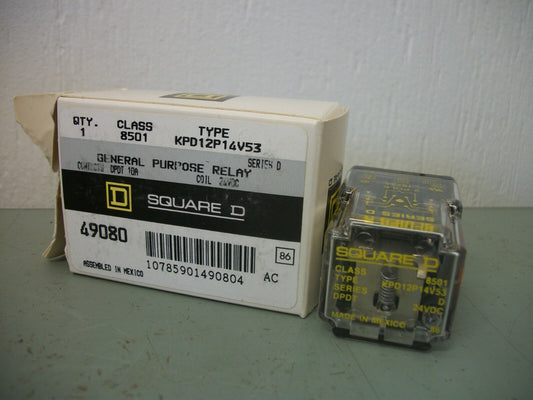 QTY. CLASS TYPE
1 8501 KPD12P14V53
GENERAL PURPOSE RELAY SERIES D
CONTACTS DPDT 10A COIL 24VDC
D SQUARE D
49080
86
ASSEMBLED IN MEXICO
10785901490804 AC
SERIES D
SQUARE D
CLASS 8501
TYPE KPD12P14V53
SERIES D
DPDT 24VDC
MADE IN MEXICO